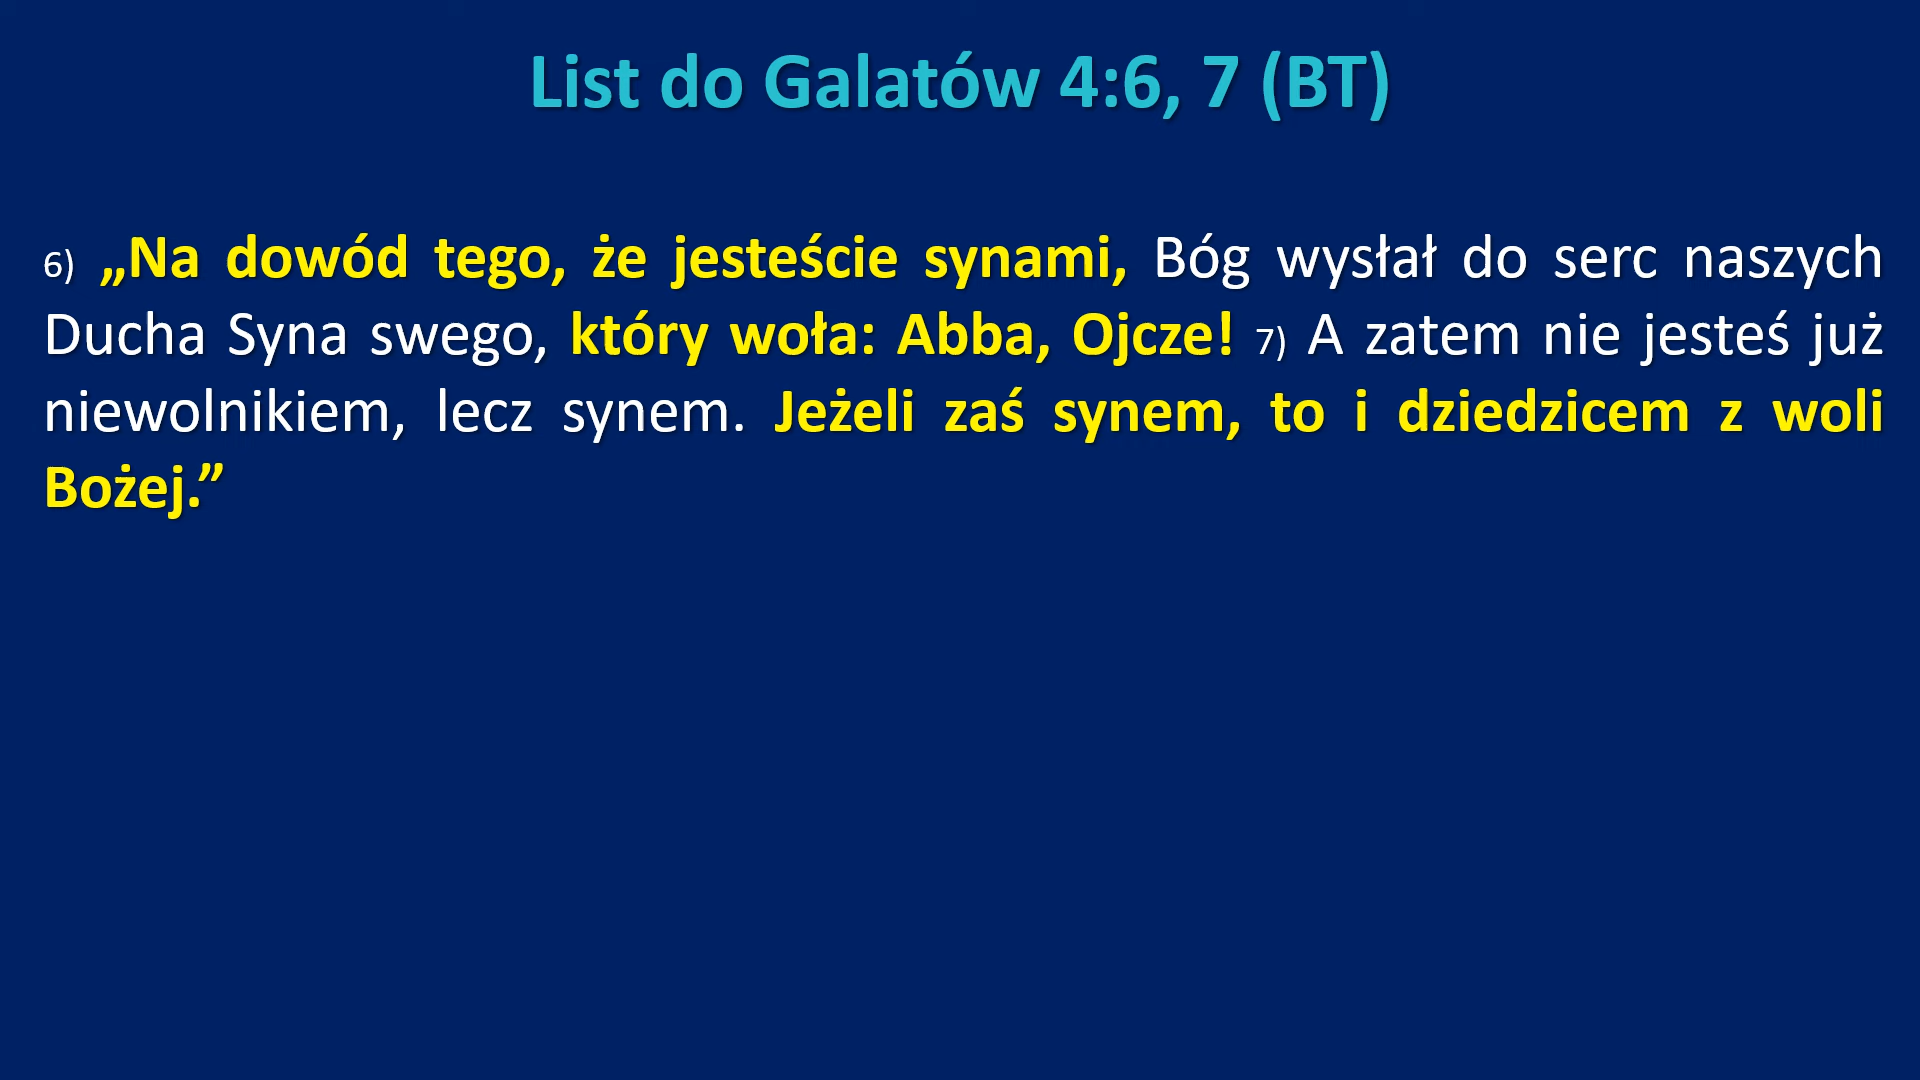 List do Galatów 4:6, 7 (BT)
6) „Na dowód tego, że jesteście synami, Bóg wysłał do serc naszych
Ducha Syna swego, który woła: Abba, Ojcze! 7) A zatem nie jesteś już
niewolnikiem, lecz synem. Jeżeli zaś synem, to i dziedzicem z woli
Bożej.”